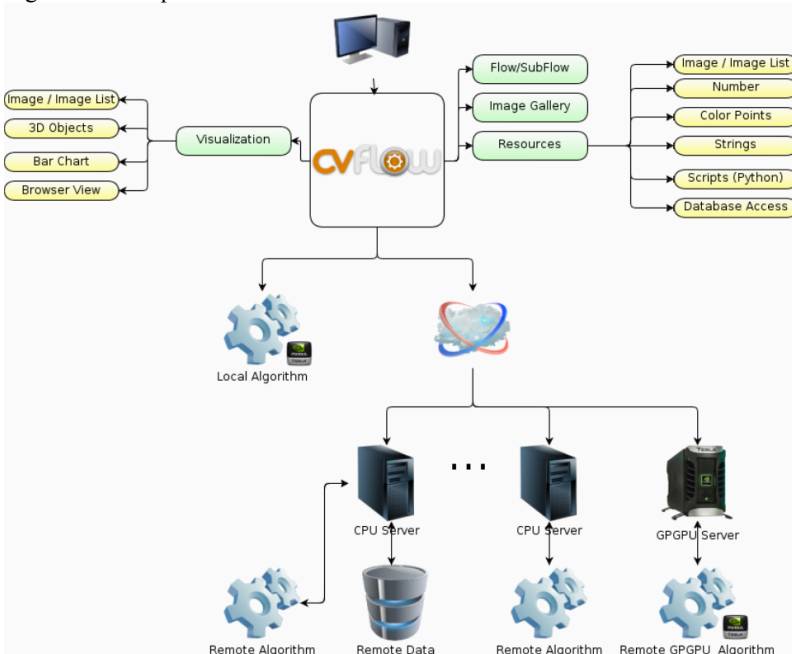 Flow/SubFlow
Image / Image List
Number
Image / Image List
Image Gallery
Color Points
3D Objects
Visualization
CVFLOW
Resources
Strings
Bar Chart
Scripts (Python)
Browser View
Database Access
Local Algorithm
...
CPU Server
CPU Server
GPGPU Server
Remote Algorithm
Remote Data
Remote Algorithm
Remote GPGPU Algorithm